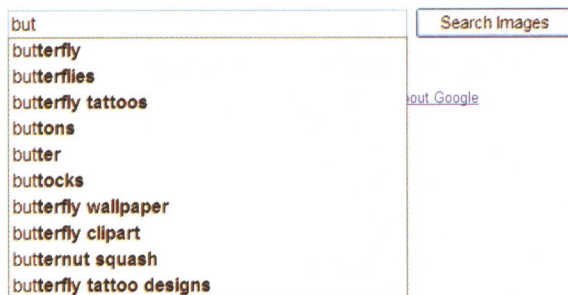 but Search Images
butterfly
butterflies
butterfly tattoos
out Google
buttons
butter
buttocks
butterfly wallpaper
butterfly clipart
butternut squash
butterfly tattoo designs